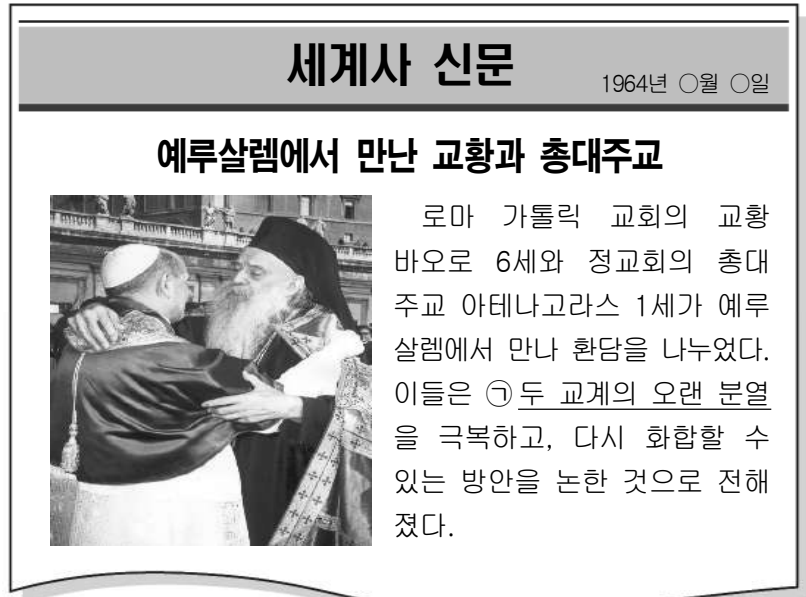 세계사 신문
1964년 ○월 ○일
예루살렘에서 만난 교황과 총대주교
로마 가톨릭 교회의 교황
바오로 6세와 정교회의 총대
주교 아테나고라스 1세가 예루
살렘에서 만나 환담을 나누었다.
이들은 ㉠두 교계의 오랜 분열
을 극복하고, 다시 화합할 수
있는 방안을 논한 것으로 전해
졌다.